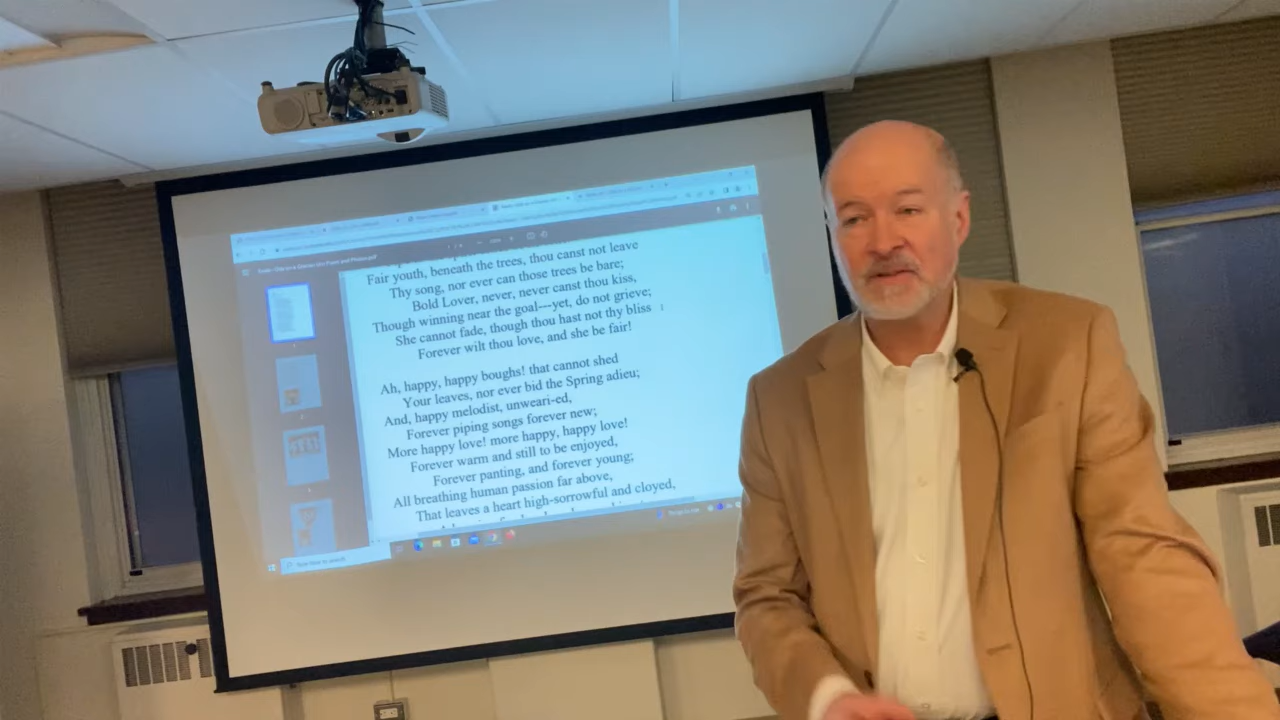 Fair youth, beneath the trees, thou canst not leave
Thy song, nor ever can those trees be bare;
Bold Lover, never, never canst thou kiss,
Though winning near the goal---yet, do not grieve;
She cannot fade, though thou hast not thy bliss
Forever wilt thou love, and she be fair!
Ah, happy, happy boughs! that cannot shed
Your leaves, nor ever bid the Spring adieu;
And, happy melodist, unweari-ed,
Forever piping songs forever new;
More happy love! more happy, happy love!
Forever warm and still to be enjoyed,
Forever panting, and forever young;
All breathing human passion far above,
That leaves a heart high-sorrowful and cloyed,
Type here to search